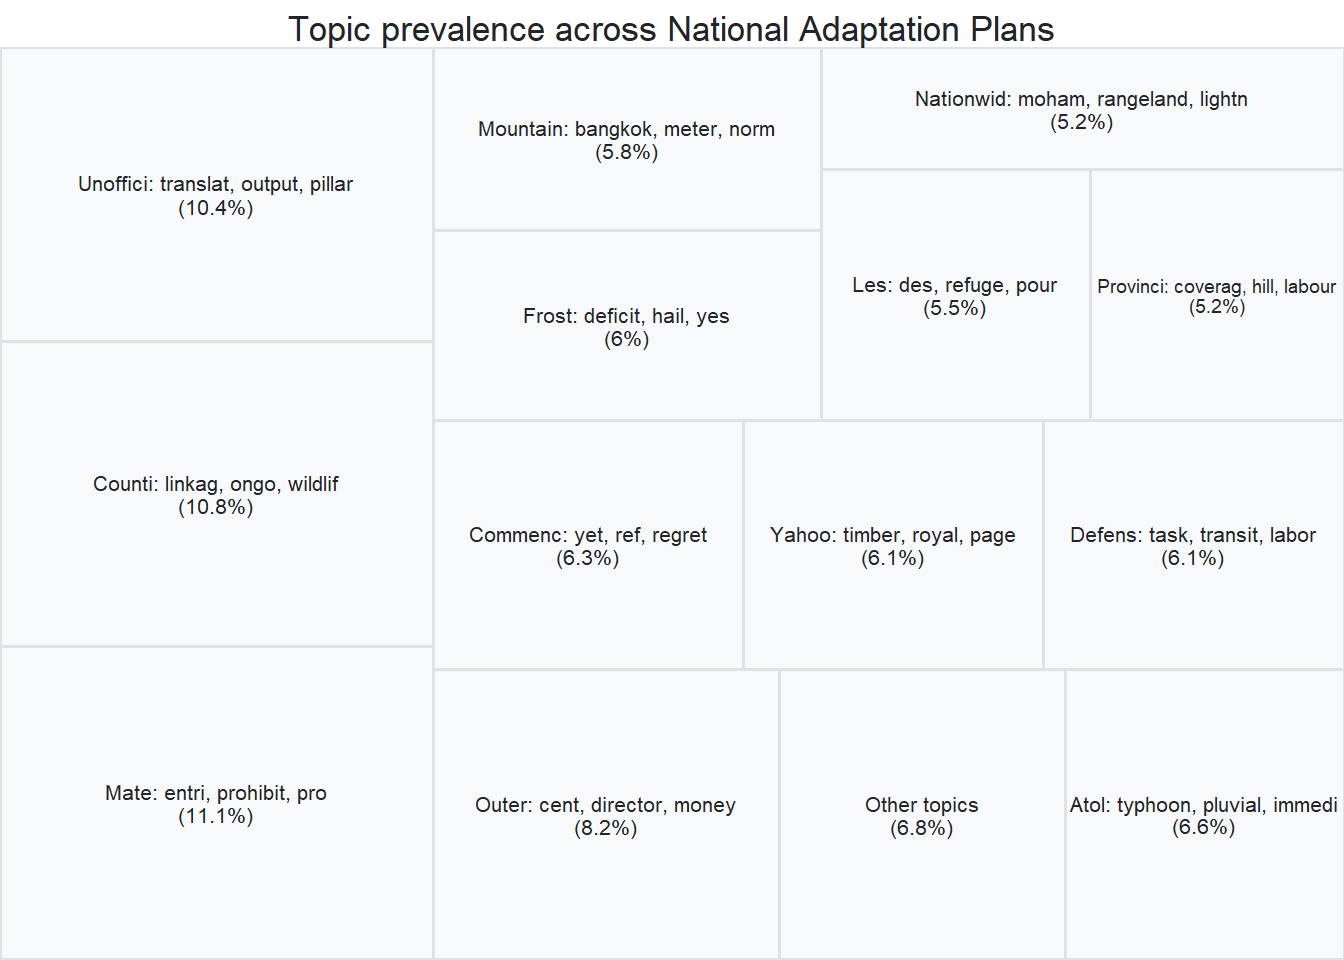 Topic prevalence across National Adaptation Plans
Unoffici: translat, output, pillar
(10.4%)
Counti: linkag, ongo, wildlif
(10.8%)
Mate: entri, prohibit, pro
(11.1%)
Mountain: bangkok, meter, norm
(5.8%)
Frost: deficit, hail, yes
(6%)
Nationwid: moham, rangeland, lightn
(5.2%)
Les: des, refuge, pour
(5.5%)
Provinci: coverag, hill, labour
(5.2%)
Commenc: yet, ref, regret
(6.3%)
Yahoo: timber, royal, page
(6.1%)
Defens: task, transit, labor
(6.1%)
Outer: cent, director, money
(8.2%)
Other topics
(6.8%)
Atol: typhoon, pluvial, immedi
(6.6%)